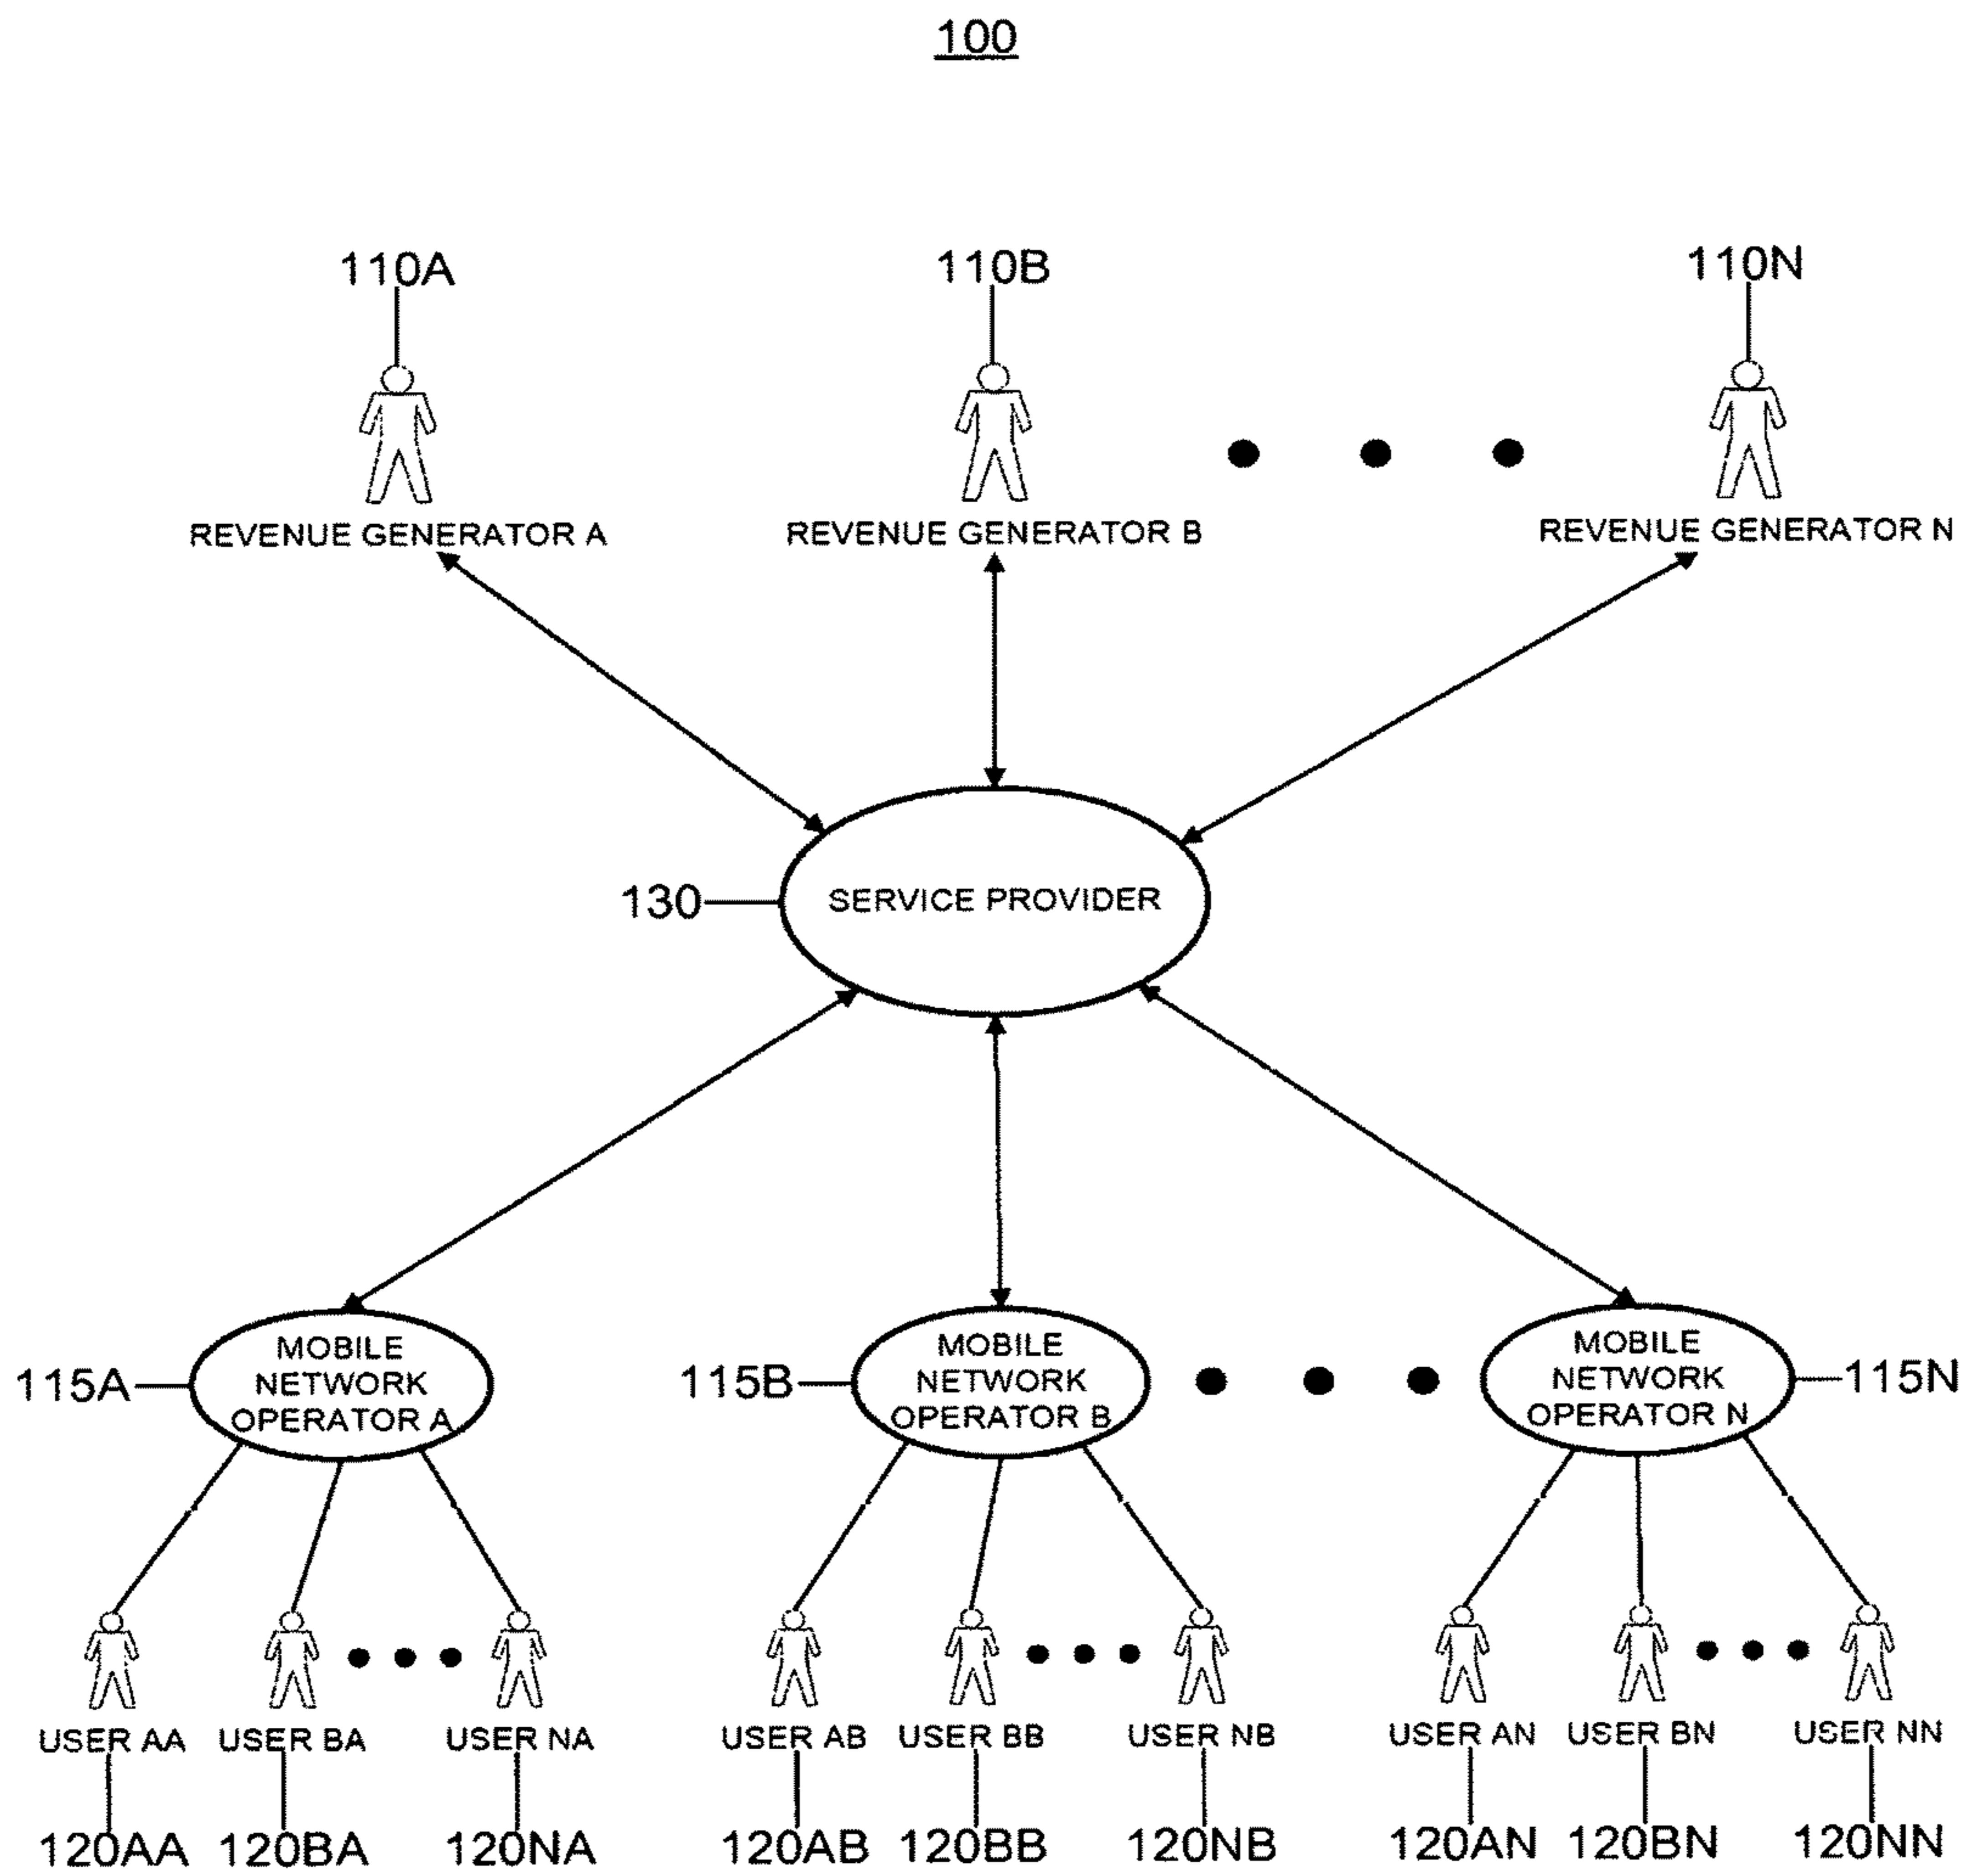 100
110A
110B
110N
REVENUE GENERATOR A
REVENUE GENERATOR B
REVENUE GENERATOR N
130
SERVICE PROVIDER
115A
MOBILE
NETWORK
OPERATOR A
115B
MOBILE
NETWORK
OPERATOR B
MOBILE
NETWORK
OPERATOR N
115N
USER AA
USER BA
USER NA
USER AB
USER BB
USER NB
USER AN
USER BN
USER NN
120AA
120BA
120NA
120AB
120BB
120NB
120AN
120BN
120NN